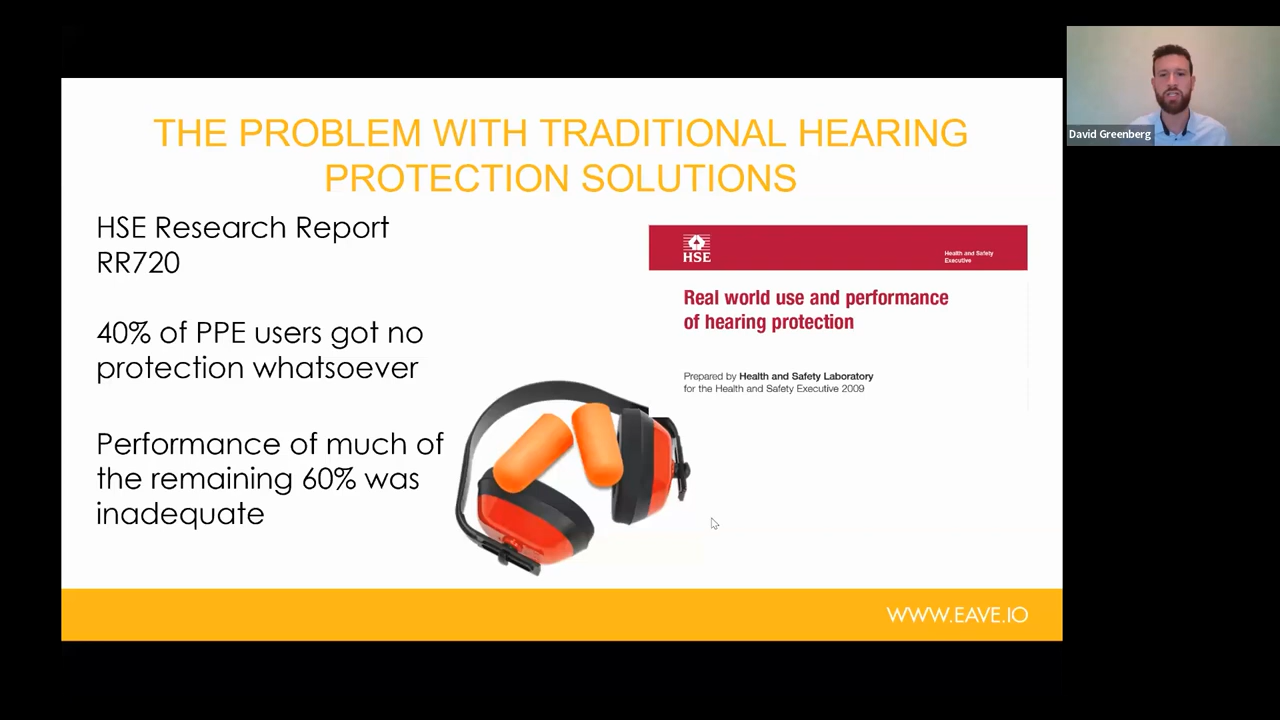 David Greenberg
THE PROBLEM WITH TRADITIONAL HEARING
PROTECTION SOLUTIONS
HSE Research Report
RR720
40% of PPE users got no
protection whatsoever
Performance of much of
the remaining 60% was
inadequate
HSE
Health and Safety
Executive
Real world use and performance
of hearing protection
Prepared by Health and Safety Laboratory
for the Health and Safety Executive 2009
WWW.EAVE.IO